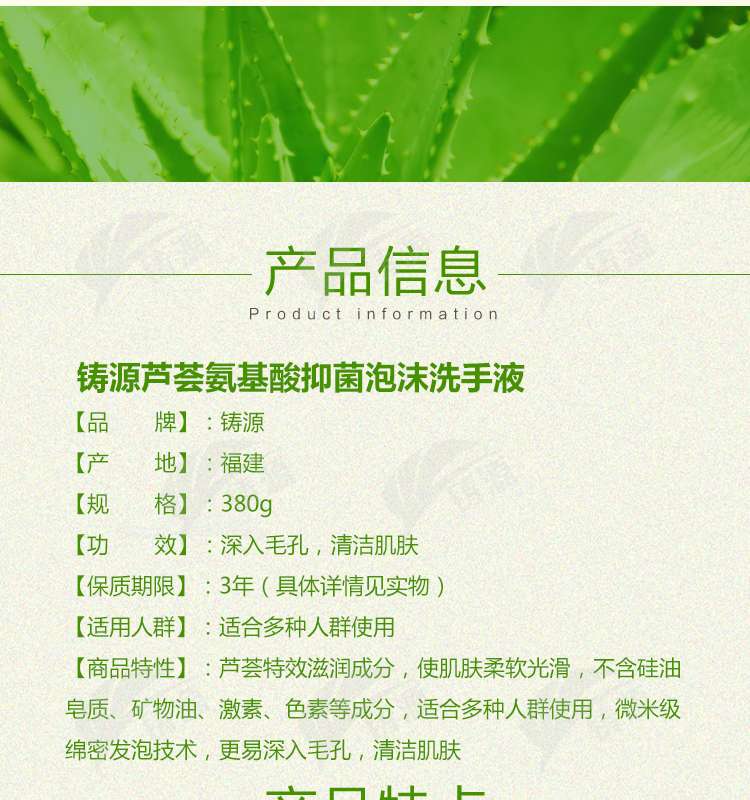 产品信息
Product information
铸源芦荟氨基酸抑菌泡沫洗手液
【品 牌】：铸源
【产 地】：福建
【规 格】：380g
【功 效】：深入毛孔，清洁肌肤
【保质期限】：3年（具体详情见实物）
【适用人群】：适合多种人群使用
【商品特性】：芦荟特效滋润成分，使肌肤柔软光滑，不含硅油
皂质、矿物油、激素、色素等成分，适合多种人群使用，微米级
绵密发泡技术，更易深入毛孔，清洁肌肤
产品特点